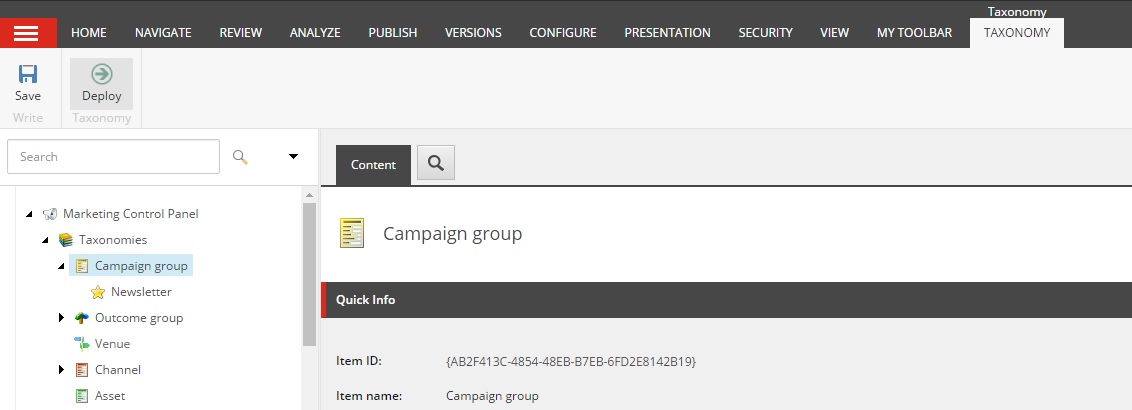 Taxonomy
HOME NAVIGATE REVIEW ANALYZE PUBLISH VERSIONS CONFIGURE PRESENTATION SECURITY VIEW MY TOOLBAR TAXONOMY
Save Deploy
Write Taxonomy
Search
Content
Marketing Control Panel
Taxonomies
Campaign group
Newsletter
Outcome group
Venue
Channel
Asset
Campaign group
Quick Info
Item ID: {AB2F413C-4854-48EB-B7EB-6FD2E8142B19}
Item name: Campaign group